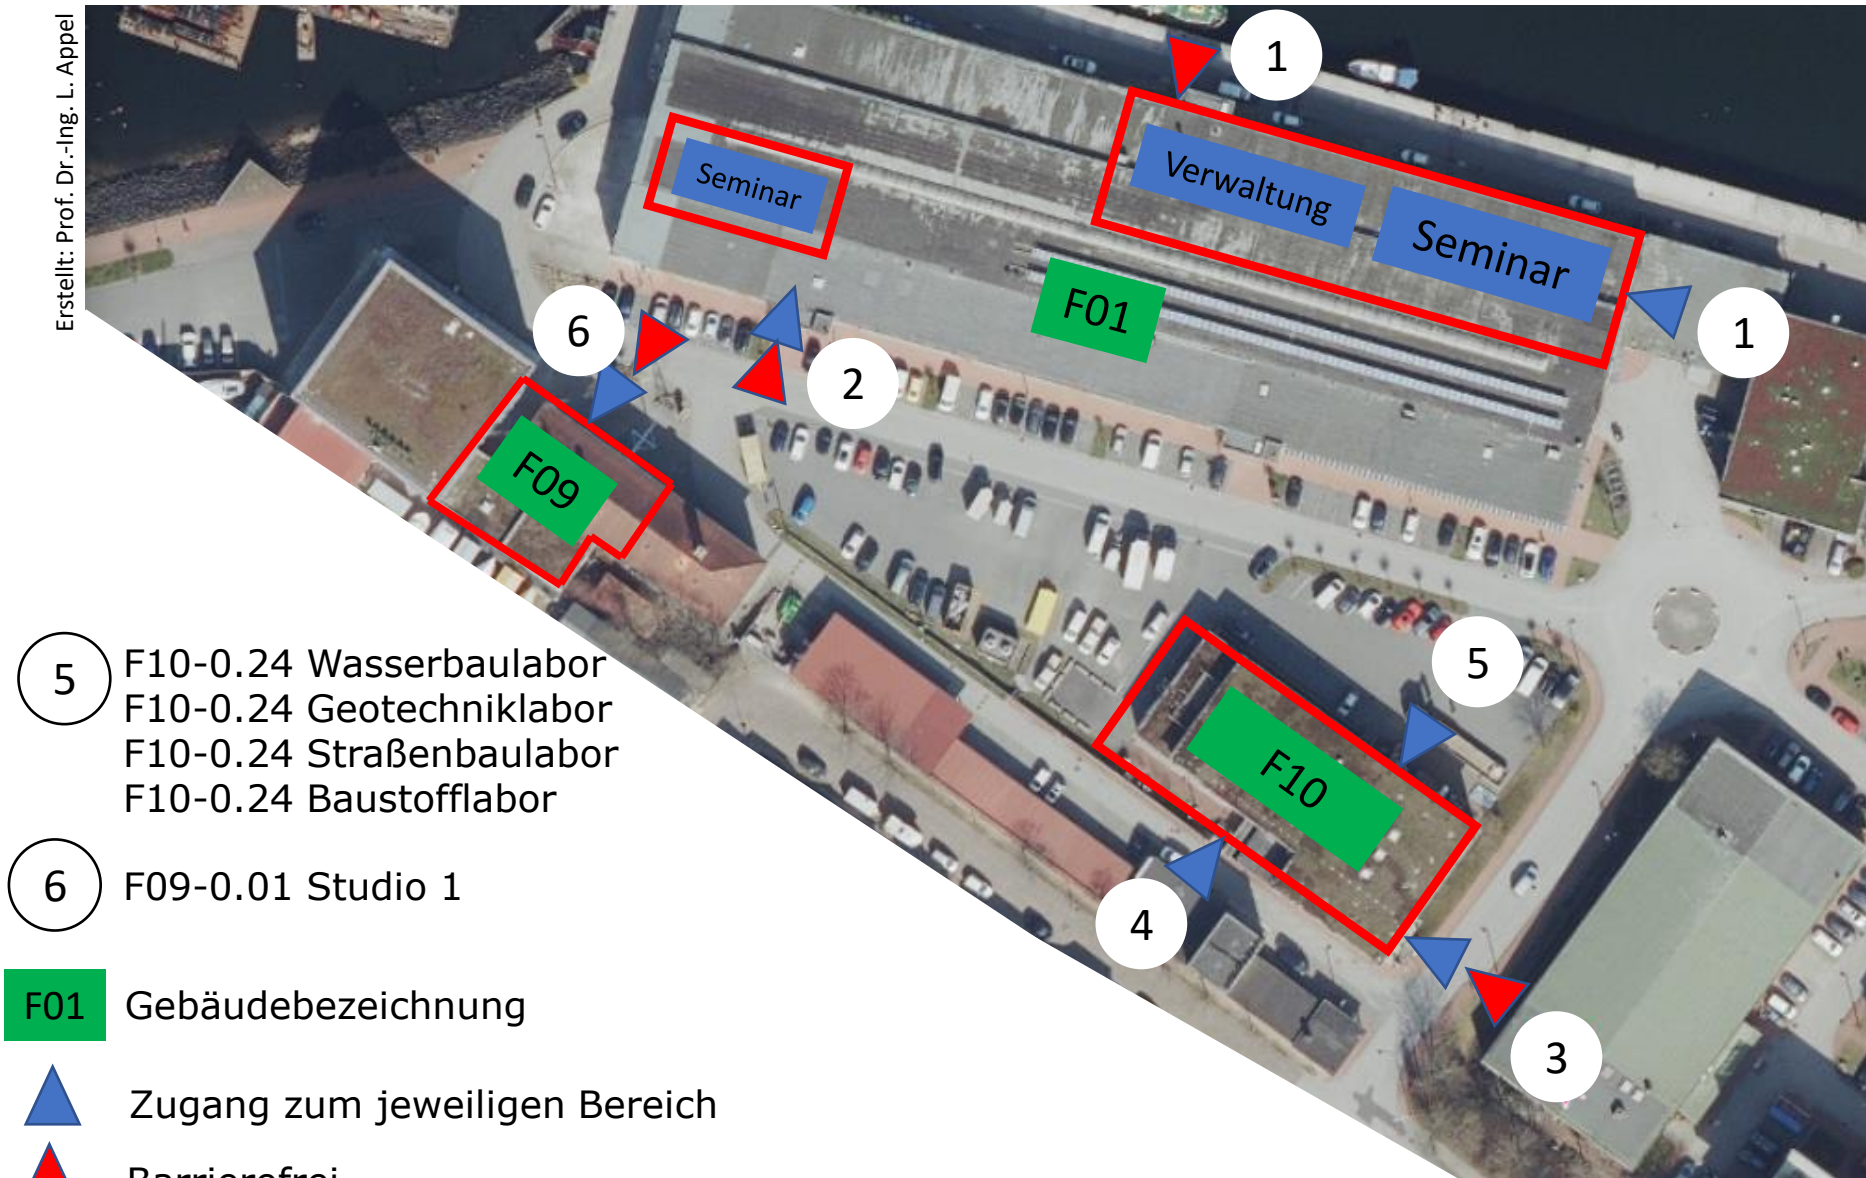 Erstellt: Prof. Dr.-Ing. L. Appel
1
Verwaltung
Seminar
Seminar
F01
1
6
2
F09
5
F10
4
3
5
F10-0.24 Wasserbaulabor
F10-0.24 Geotechniklabor
F10-0.24 Straßenbaulabor
F10-0.24 Baustofflabor
6
F09-0.01 Studio 1
F01
Gebäudebezeichnung
Zugang zum jeweiligen Bereich
Barrierefrei